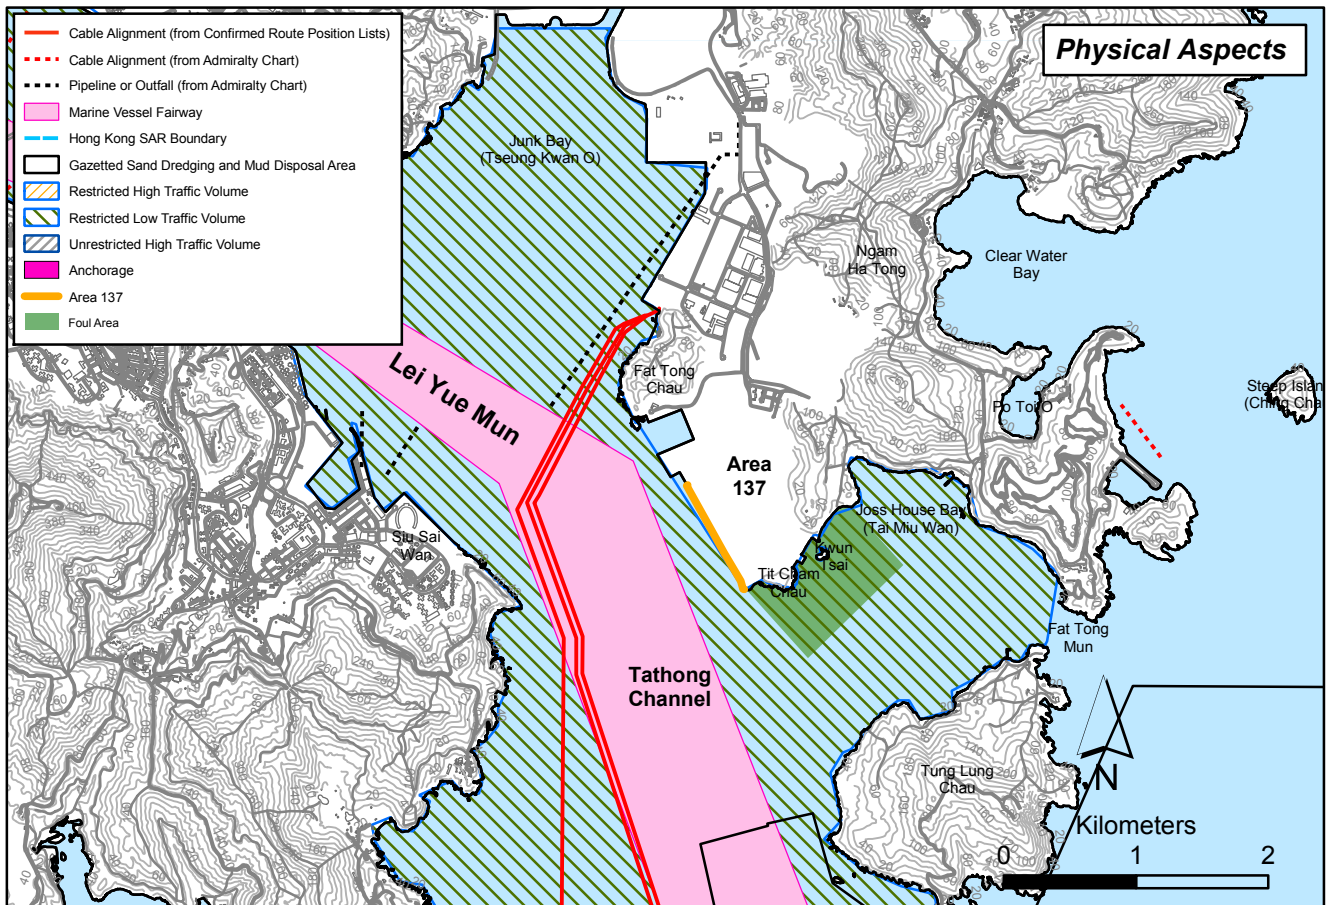 Physical Aspects
Cable Alignment (from Confirmed Route Position Lists)
Cable Alignment (from Admiralty Chart)
Pipeline or Outfall (from Admiralty Chart)
Marine Vessel Fairway
Hong Kong SAR Boundary
Gazetted Sand Dredging and Mud Disposal Area
Restricted High Traffic Volume
Restricted Low Traffic Volume
Unrestricted High Traffic Volume
Anchorage
Area 137
Foul Area
Junk Bay
(Tseung Kwan O)
Ngam
Ha Tong
Clear Water
Bay
Lei Yue Mun
Fat Tong
Chau
Po Toi O
Steep Islan
(Ching Cha
Area
137
Joss House Bay
(Tai Miu Wan)
Siu Sai
Wan
Kwun
Tsai
Tit Cham
Chau
Fat Tong
Mun
Tathong
Channel
Tung Lung
Chau
N
Kilometers
0 1 2